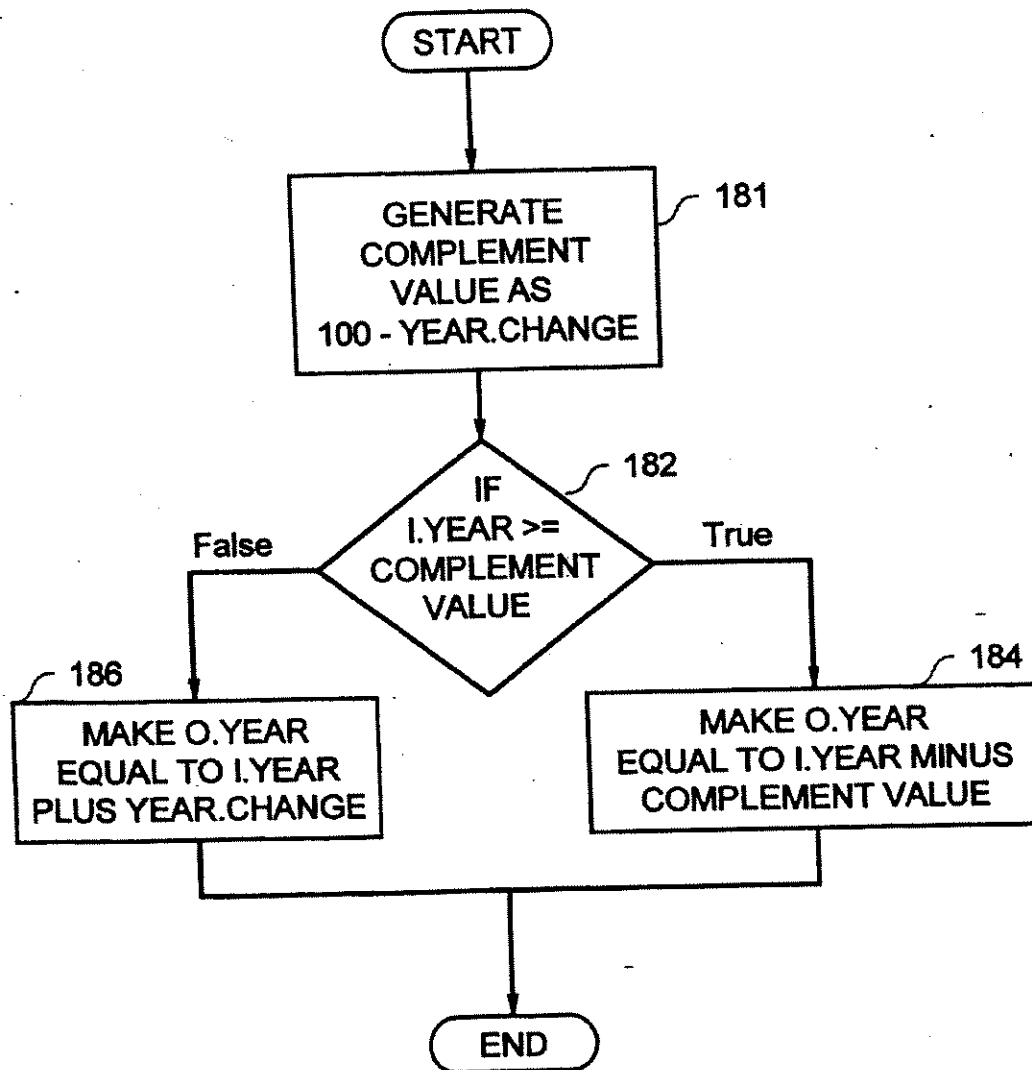 START
181
GENERATE
COMPLEMENT
VALUE AS
100 - YEAR.CHANGE
182
IF
I.YEAR >=
COMPLEMENT
VALUE
False
True
186
MAKE O.YEAR
EQUAL TO I.YEAR
PLUS YEAR.CHANGE
184
MAKE O.YEAR
EQUAL TO I.YEAR MINUS
COMPLEMENT VALUE
END